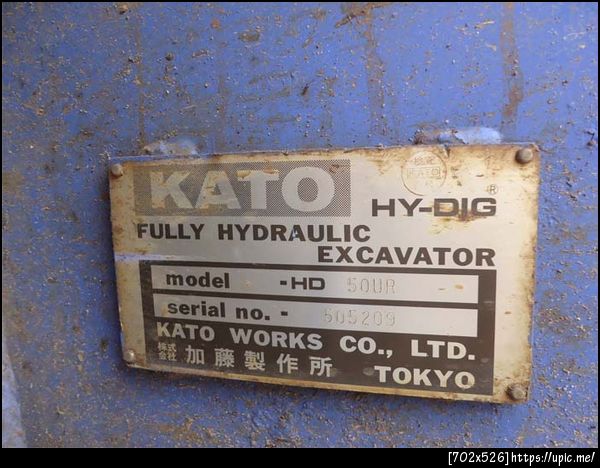 KATO
HY-DIG ®
FULLY HYDRAULIC
EXCAVATOR
model -HD 50UR -
serial no. - 505209
KATO WORKS CO., LTD.
株式会社 加藤製作所 TOKYO
[702x526]https://upic.me/